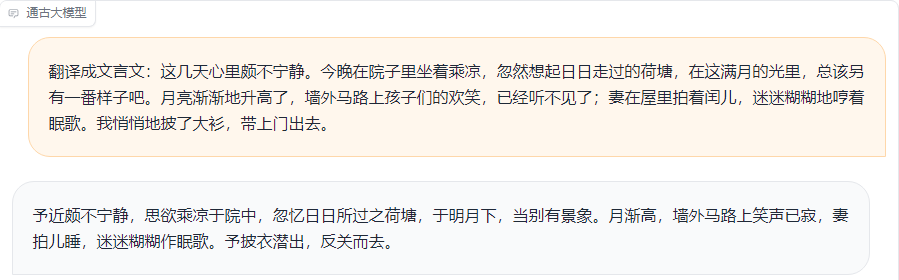 通古大模型
翻译成文言文：这几天心里颇不宁静。今晚在院子里坐着乘凉，忽然想起日日走过的荷塘，在这满月的光里，总该另
有一番样子吧。月亮渐渐地升高了，墙外马路上孩子们的欢笑，已经听不见了；妻在屋里拍着闰儿，迷迷糊糊地哼着
眠歌。我悄悄地披了大衫，带上门出去。
予近颇不宁静，思欲乘凉于院中，忽忆日日所过之荷塘，于明月下，当别有景象。月渐高，墙外马路上笑声已寂，妻
拍儿睡，迷迷糊糊作眠歌。予披衣潜出，反关而去。